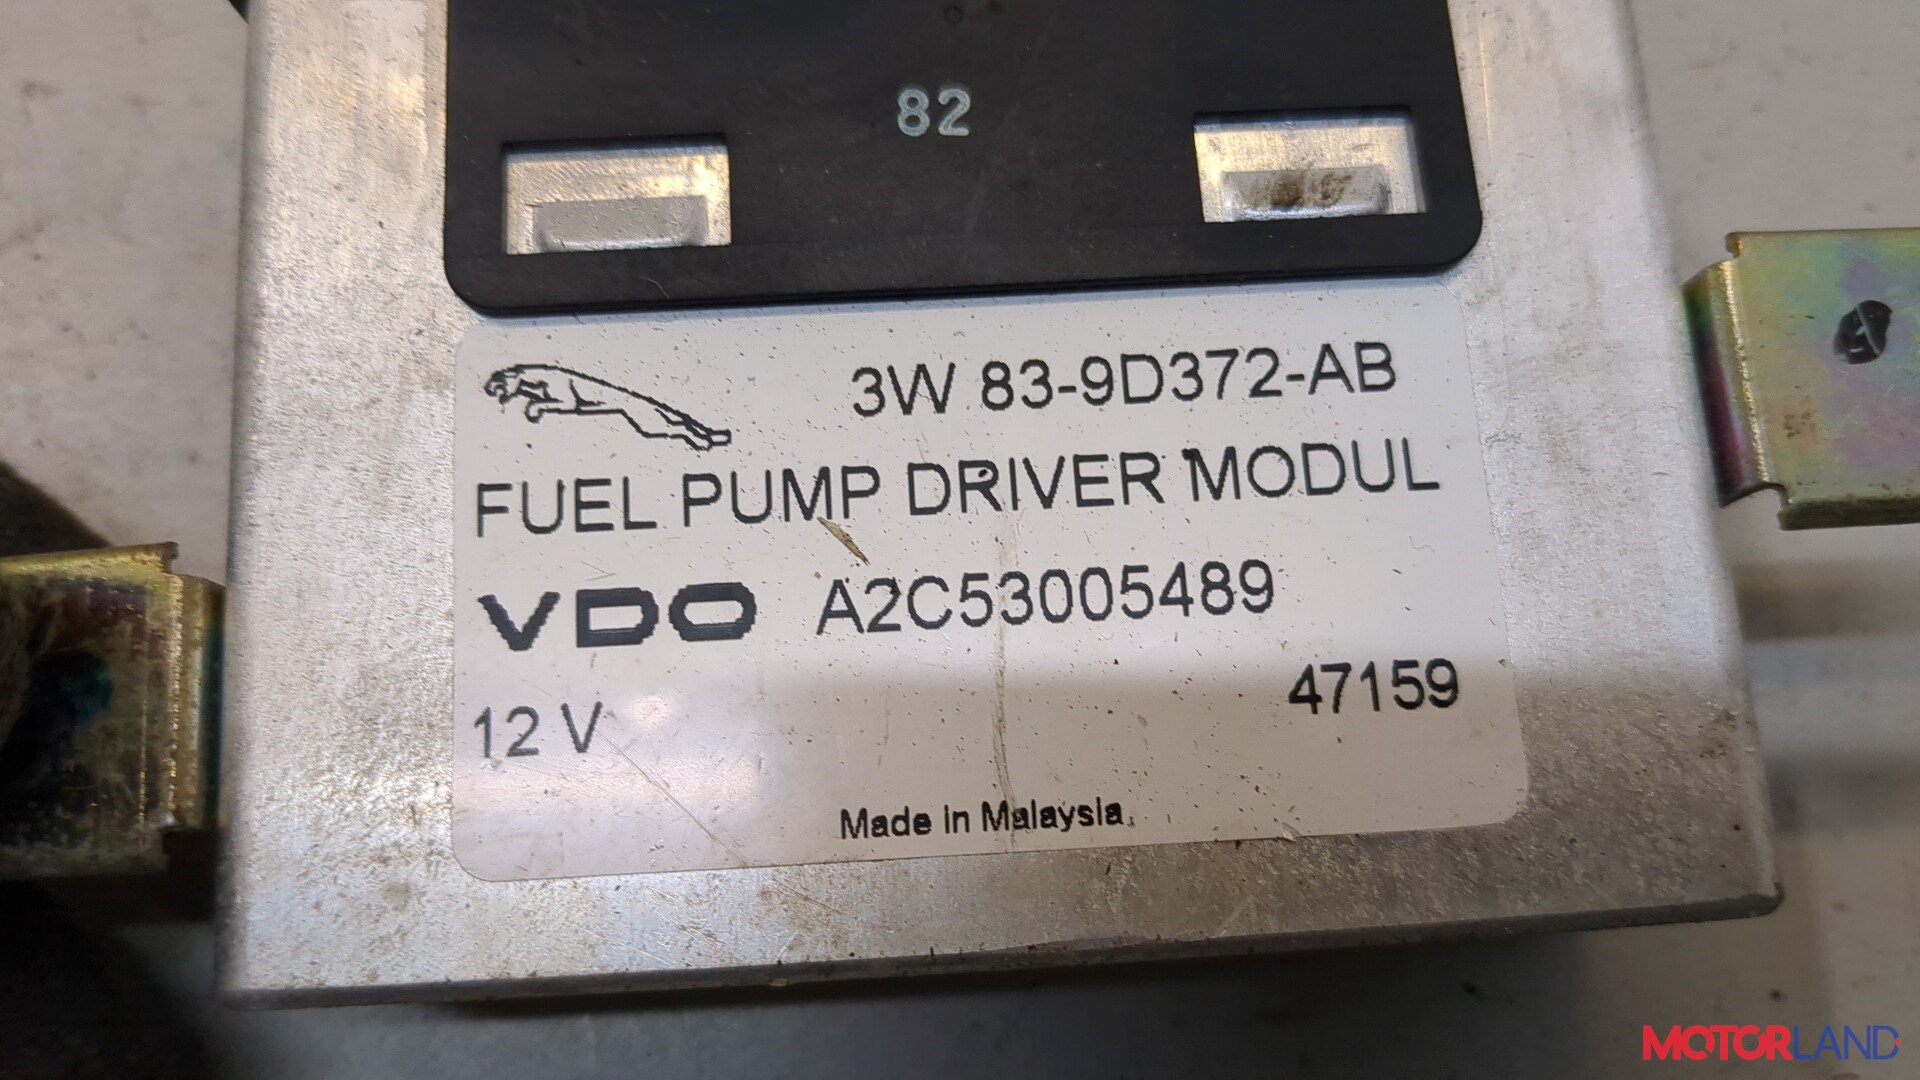 82
3W 83-9D372-AB
FUEL PUMP DRIVER MODUL
VDO A2C53005489
47159
12 V
Made in Malaysia
MOTORLAND